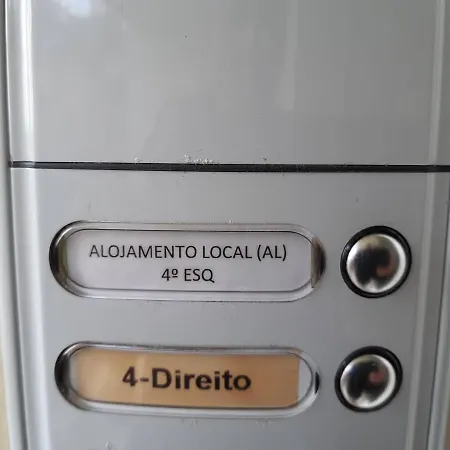 ALOJAMENTO LOCAL (AL)
4º ESQ
4-Direito